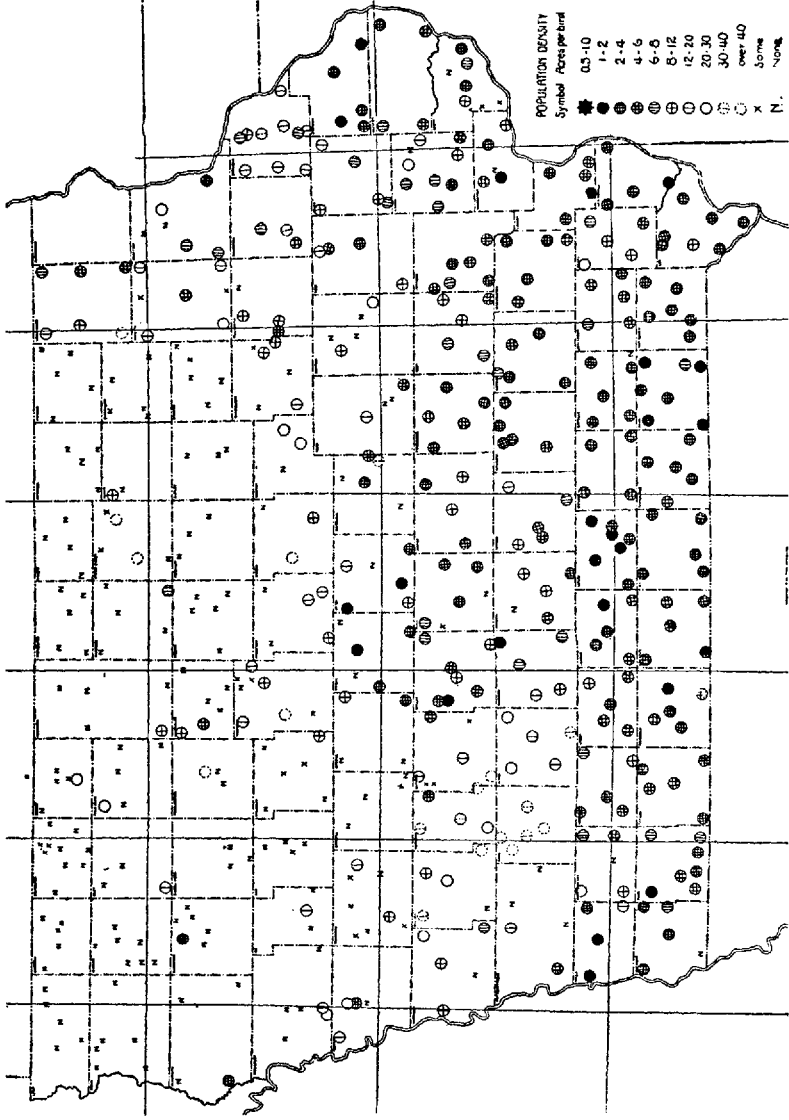 POPULATION DENSITY
Symbol Acres per bird
0.5-1.0
1-2
2-4
4-6
6-8
8-12
12-20
20-30
30-40
over 40
x Some
N. None